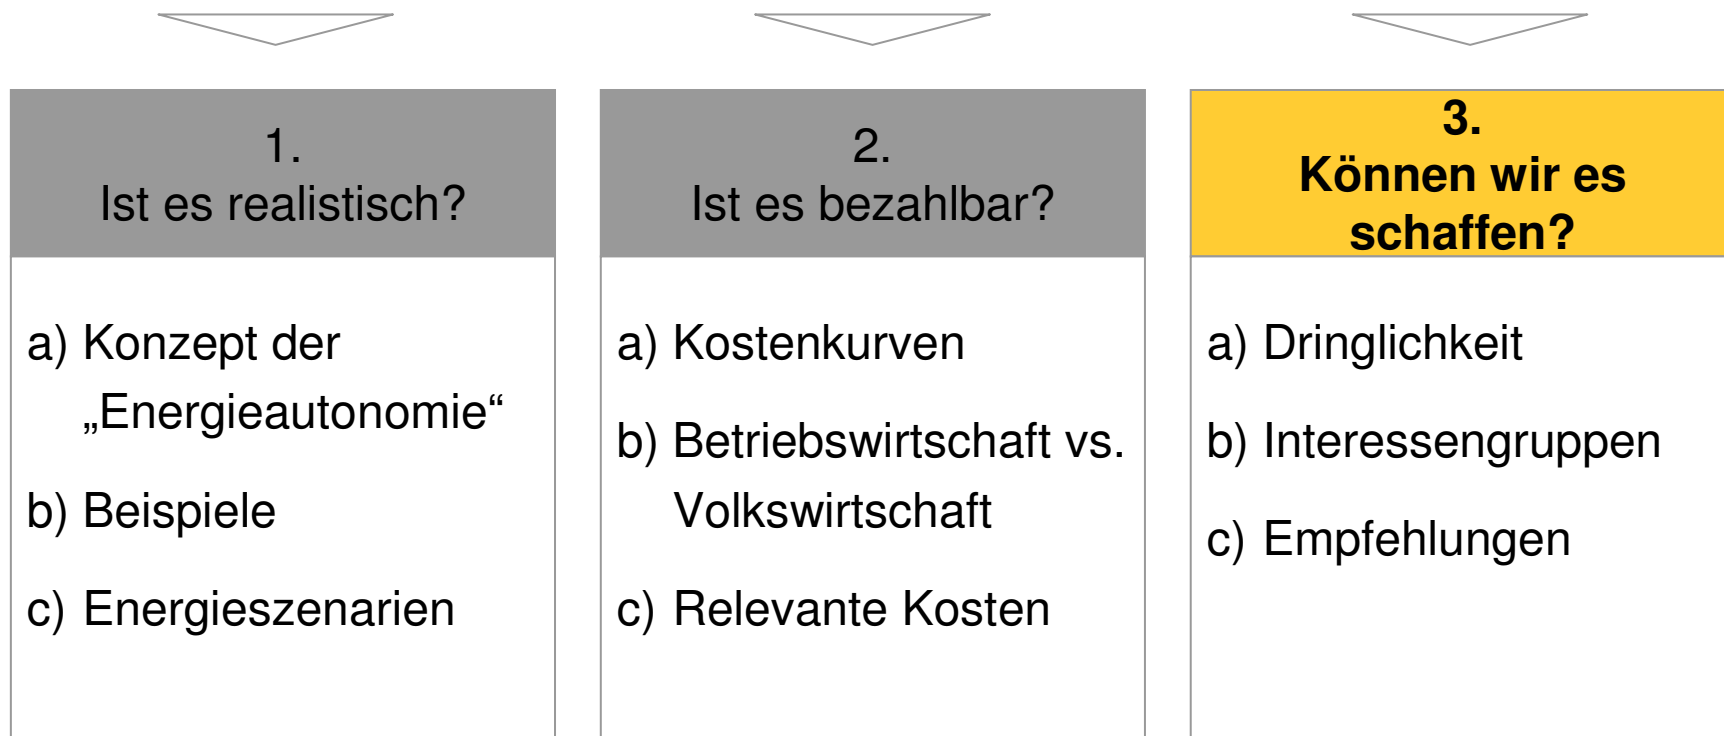 1.
Ist es realistisch?
a) Konzept der
„Energieautonomie“
b) Beispiele
c) Energieszenarien
2.
Ist es bezahlbar?
a) Kostenkurven
b) Betriebswirtschaft vs.
Volkswirtschaft
c) Relevante Kosten
3.
Können wir es
schaffen?
a) Dringlichkeit
b) Interessengruppen
c) Empfehlungen